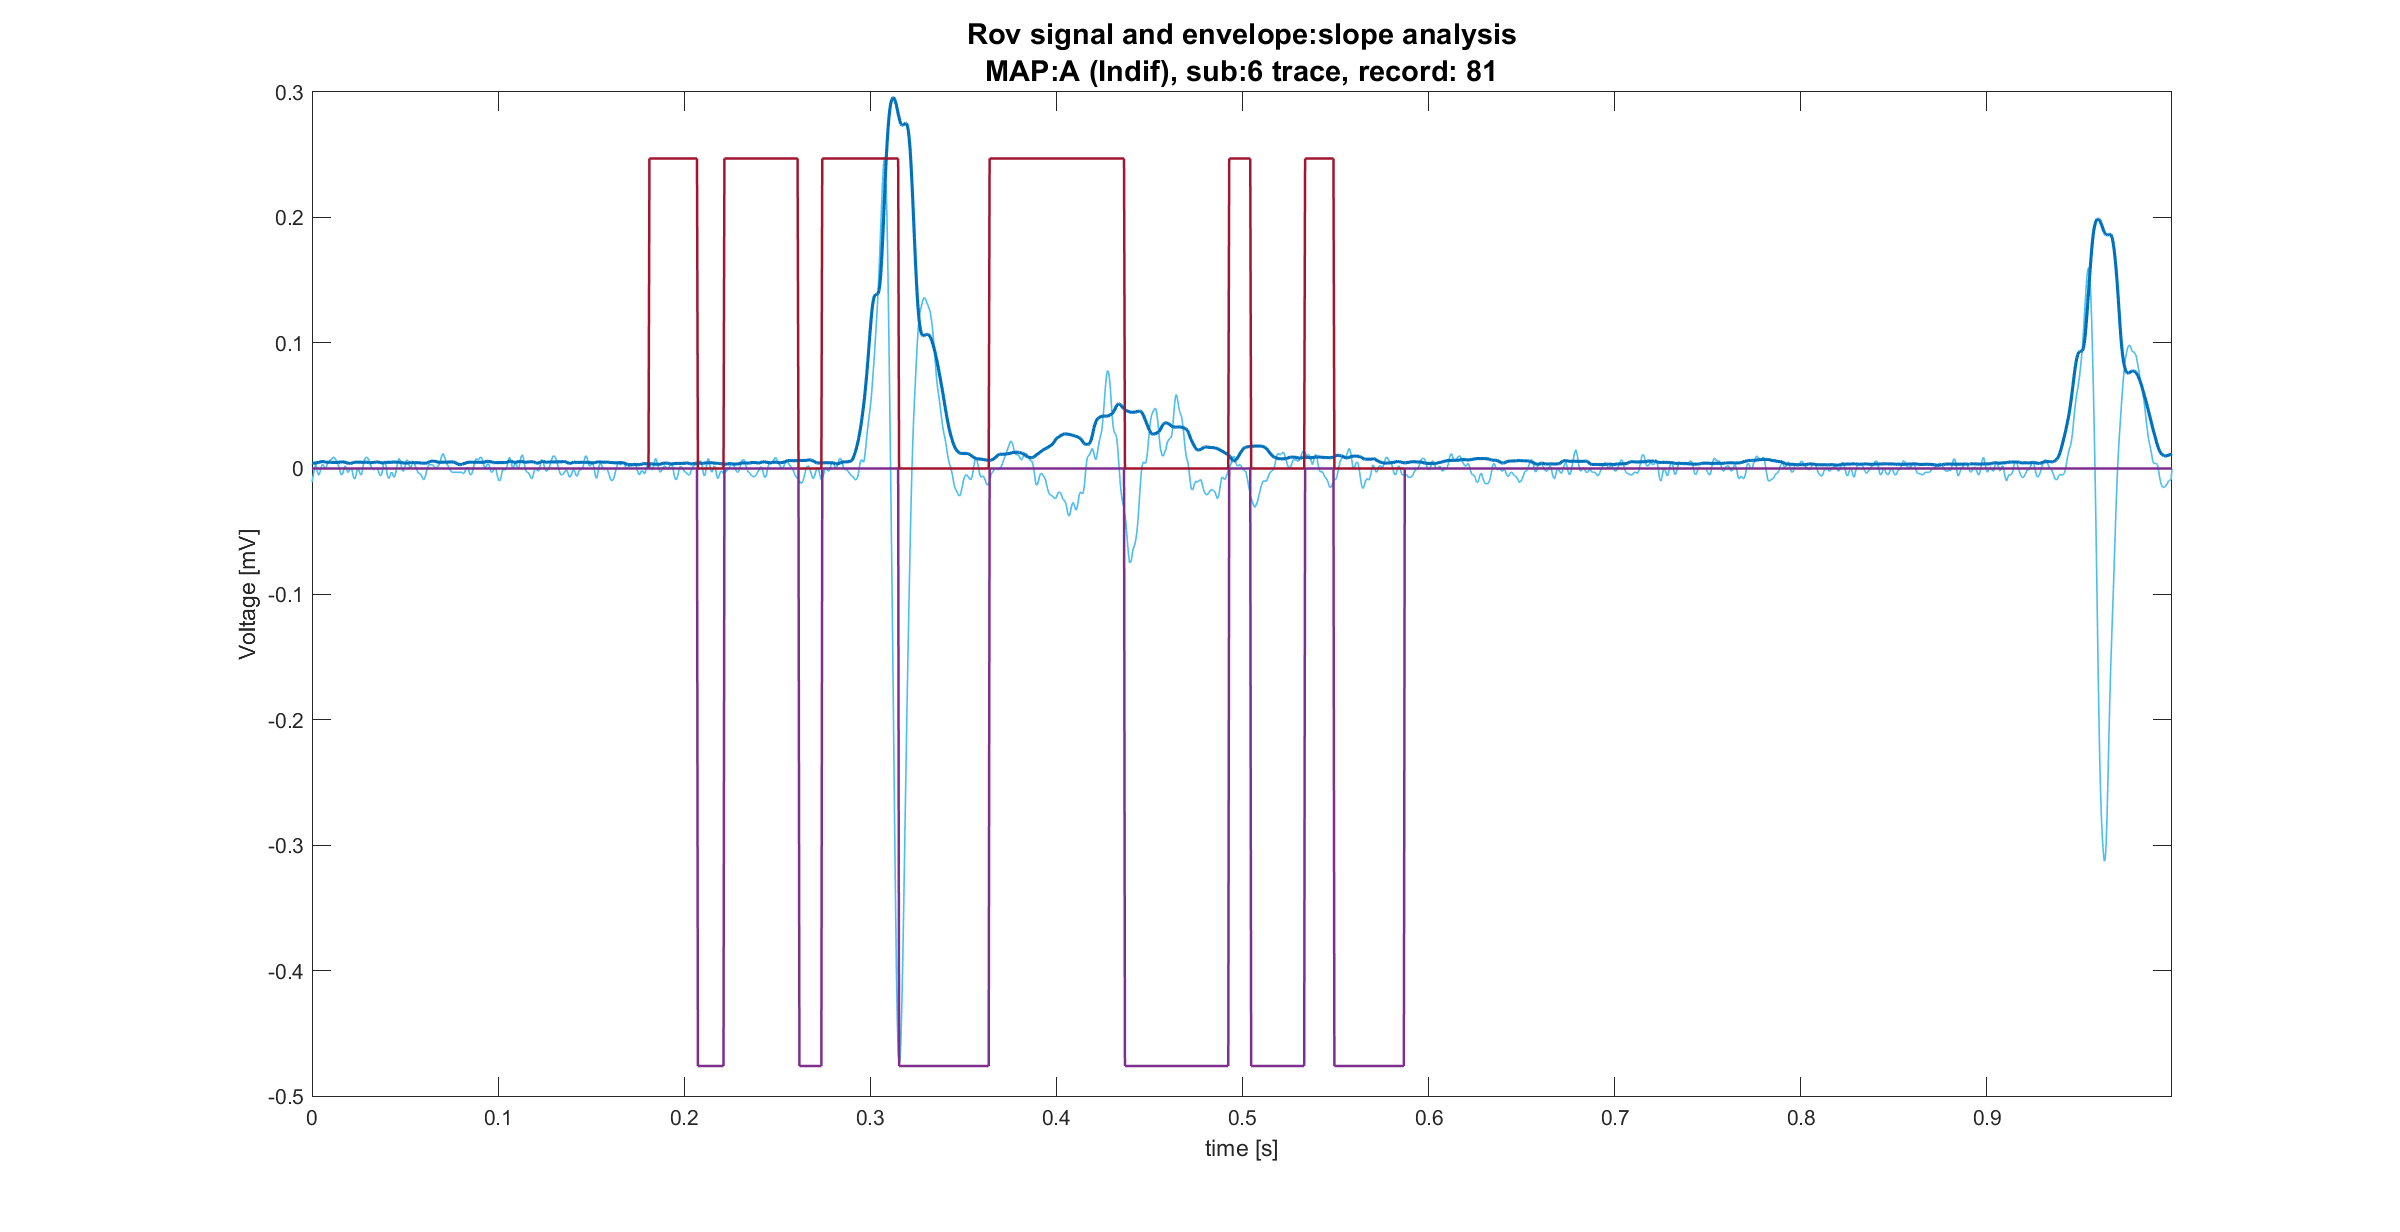 Rov signal and envelope:slope analysis
MAP:A (Indif), sub:6 trace, record: 81
0.3
0.2
0.1
0
-0.1
-0.2
-0.3
-0.4
-0.5
Voltage [mV]
0 0.1 0.2 0.3 0.4 0.5 0.6 0.7 0.8 0.9
time [s]